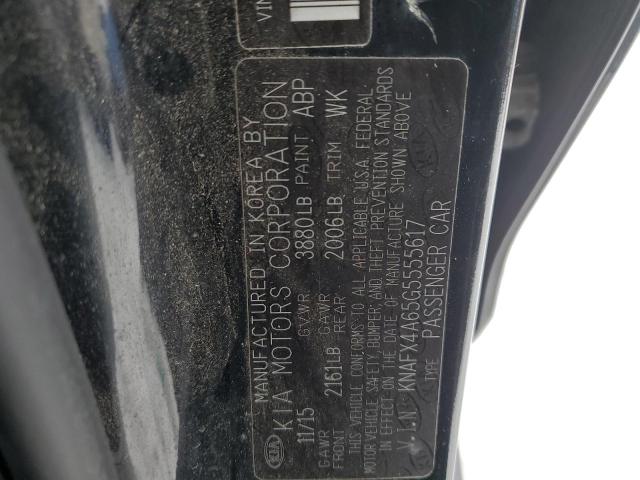 VIN
KIA
MANUFACTURED IN KOREA BY
KIA MOTORS CORPORATION
11/15 GVWR 3880LB PAINT ABP
GAWR FRONT 2161LB GAWR REAR 2006LB TRIM WK
THIS VEHICLE CONFORMS TO ALL APPLICABLE U.S.A. FEDERAL
MOTOR VEHICLE SAFETY, BUMPER, AND THEFT PREVENTION STANDARDS
IN EFFECT ON THE DATE OF MANUFACTURE SHOWN ABOVE
V.I.N KNAFX4A65G5555617
TYPE PASSENGER CAR